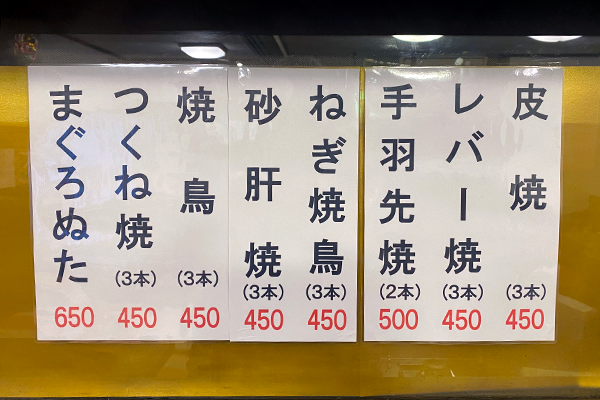 皮焼
(3本)
450
レバー焼
(3本)
450
手羽先焼
(2本)
500
ねぎ焼鳥
(3本)
450
砂肝焼
(3本)
450
焼鳥
(3本)
450
つくね焼
(3本)
450
まぐろぬた
650